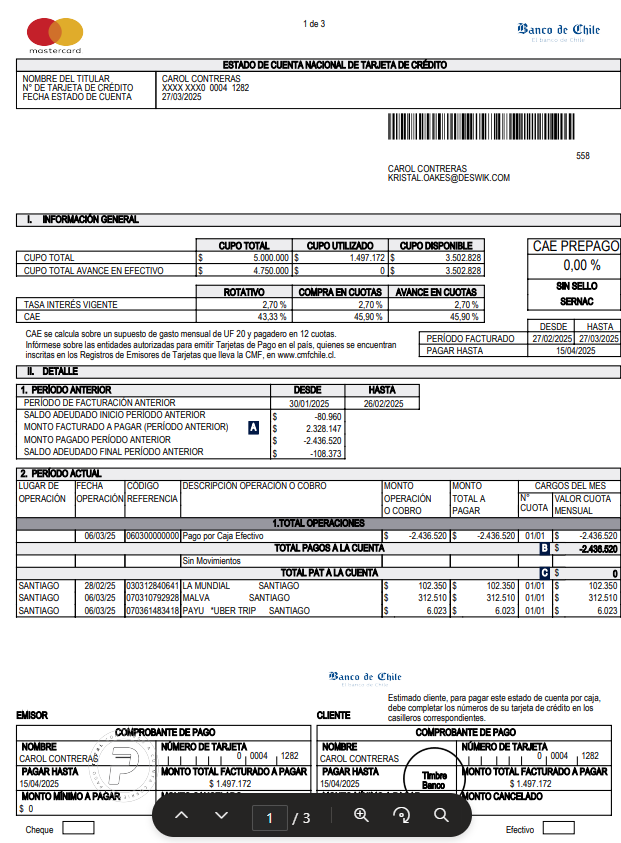 mastercard
1 de 3
Banco de Chile
El banco de Chile
ESTADO DE CUENTA NACIONAL DE TARJETA DE CRÉDITO
NOMBRE DEL TITULAR CAROL CONTRERAS
N° DE TARJETA DE CRÉDITO XXXX XXX0 0004 1282
FECHA ESTADO DE CUENTA 27/03/2025
558
CAROL CONTRERAS
KRISTAL.OAKES@DESWIK.COM
I. INFORMACIÓN GENERAL
CUPO TOTAL CUPO UTILIZADO CUPO DISPONIBLE
CUPO TOTAL $ 5.000.000 $ 1.497.172 $ 3.502.828
CUPO TOTAL AVANCE EN EFECTIVO $ 4.750.000 $ 0 $ 3.502.828
CAE PREPAGO
0,00 %
SIN SELLO
SERNAC
ROTATIVO COMPRA EN CUOTAS AVANCE EN CUOTAS
TASA INTERÉS VIGENTE 2,70 % 2,70 % 2,70 %
CAE 43,33 % 45,90 % 45,90 %
CAE se calcula sobre un supuesto de gasto mensual de UF 20 y pagadero en 12 cuotas.
Infórmese sobre las entidades autorizadas para emitir Tarjetas de Pago en el país, quienes se encuentran
inscritas en los Registros de Emisores de Tarjetas que lleva la CMF, en www.cmfchile.cl.
DESDE HASTA
PERÍODO FACTURADO 27/02/2025 27/03/2025
PAGAR HASTA 15/04/2025
II. DETALLE
1. PERÍODO ANTERIOR DESDE HASTA
PERÍODO DE FACTURACIÓN ANTERIOR 30/01/2025 26/02/2025
SALDO ADEUDADO INICIO PERÍODO ANTERIOR $ -80.960
MONTO FACTURADO A PAGAR (PERÍODO ANTERIOR) A $ 2.328.147
MONTO PAGADO PERÍODO ANTERIOR $ -2.436.520
SALDO ADEUDADO FINAL PERÍODO ANTERIOR $ -108.373
2. PERÍODO ACTUAL
LUGAR DE OPERACIÓN FECHA OPERACIÓN CÓDIGO REFERENCIA DESCRIPCIÓN OPERACIÓN O COBRO MONTO OPERACIÓN O COBRO MONTO TOTAL A PAGAR CARGOS DEL MES N° CUOTA VALOR CUOTA MENSUAL
1.TOTAL OPERACIONES
06/03/25 060300000000 Pago por Caja Efectivo $ -2.436.520 $ -2.436.520 01/01 $ -2.436.520
TOTAL PAGOS A LA CUENTA B $ -2.436.520
Sin Movimientos
TOTAL PAT A LA CUENTA C $ 0
SANTIAGO 28/02/25 030312840641 LA MUNDIAL SANTIAGO $ 102.350 $ 102.350 01/01 $ 102.350
SANTIAGO 06/03/25 070310792928 MALVA SANTIAGO $ 312.510 $ 312.510 01/01 $ 312.510
SANTIAGO 06/03/25 070361483418 PAYU *UBER TRIP SANTIAGO $ 6.023 $ 6.023 01/01 $ 6.023
Banco de Chile
El banco de Chile
Estimado cliente, para pagar este estado de cuenta por caja,
debe completar los números de su tarjeta de crédito en los
casilleros correspondientes.
EMISOR CLIENTE
COMPROBANTE DE PAGO
NOMBRE NÚMERO DE TARJETA
CAROL CONTRERAS 0 0004 1282
PAGAR HASTA MONTO TOTAL FACTURADO A PAGAR
15/04/2025 $ 1.497.172
MONTO MÍNIMO A PAGAR
$ 0
Cheque
COMPROBANTE DE PAGO
NOMBRE NÚMERO DE TARJETA
CAROL CONTRERAS 0 0004 1282
PAGAR HASTA MONTO TOTAL FACTURADO A PAGAR
15/04/2025 $ 1.497.172
Timbre
Banco
MONTO CANCELADO
Efectivo
1 / 3